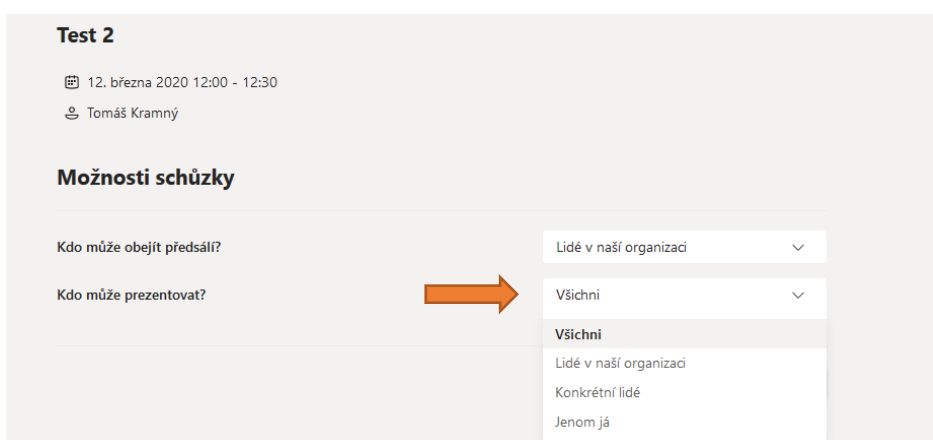 Test 2
12. března 2020 12:00 - 12:30
Tomáš Kramný
Možnosti schůzky
Kdo může obejít předsálí?
Lidé v naší organizaci
Kdo může prezentovat?
Všichni
Všichni
Lidé v naší organizaci
Konkrétní lidé
Jenom já